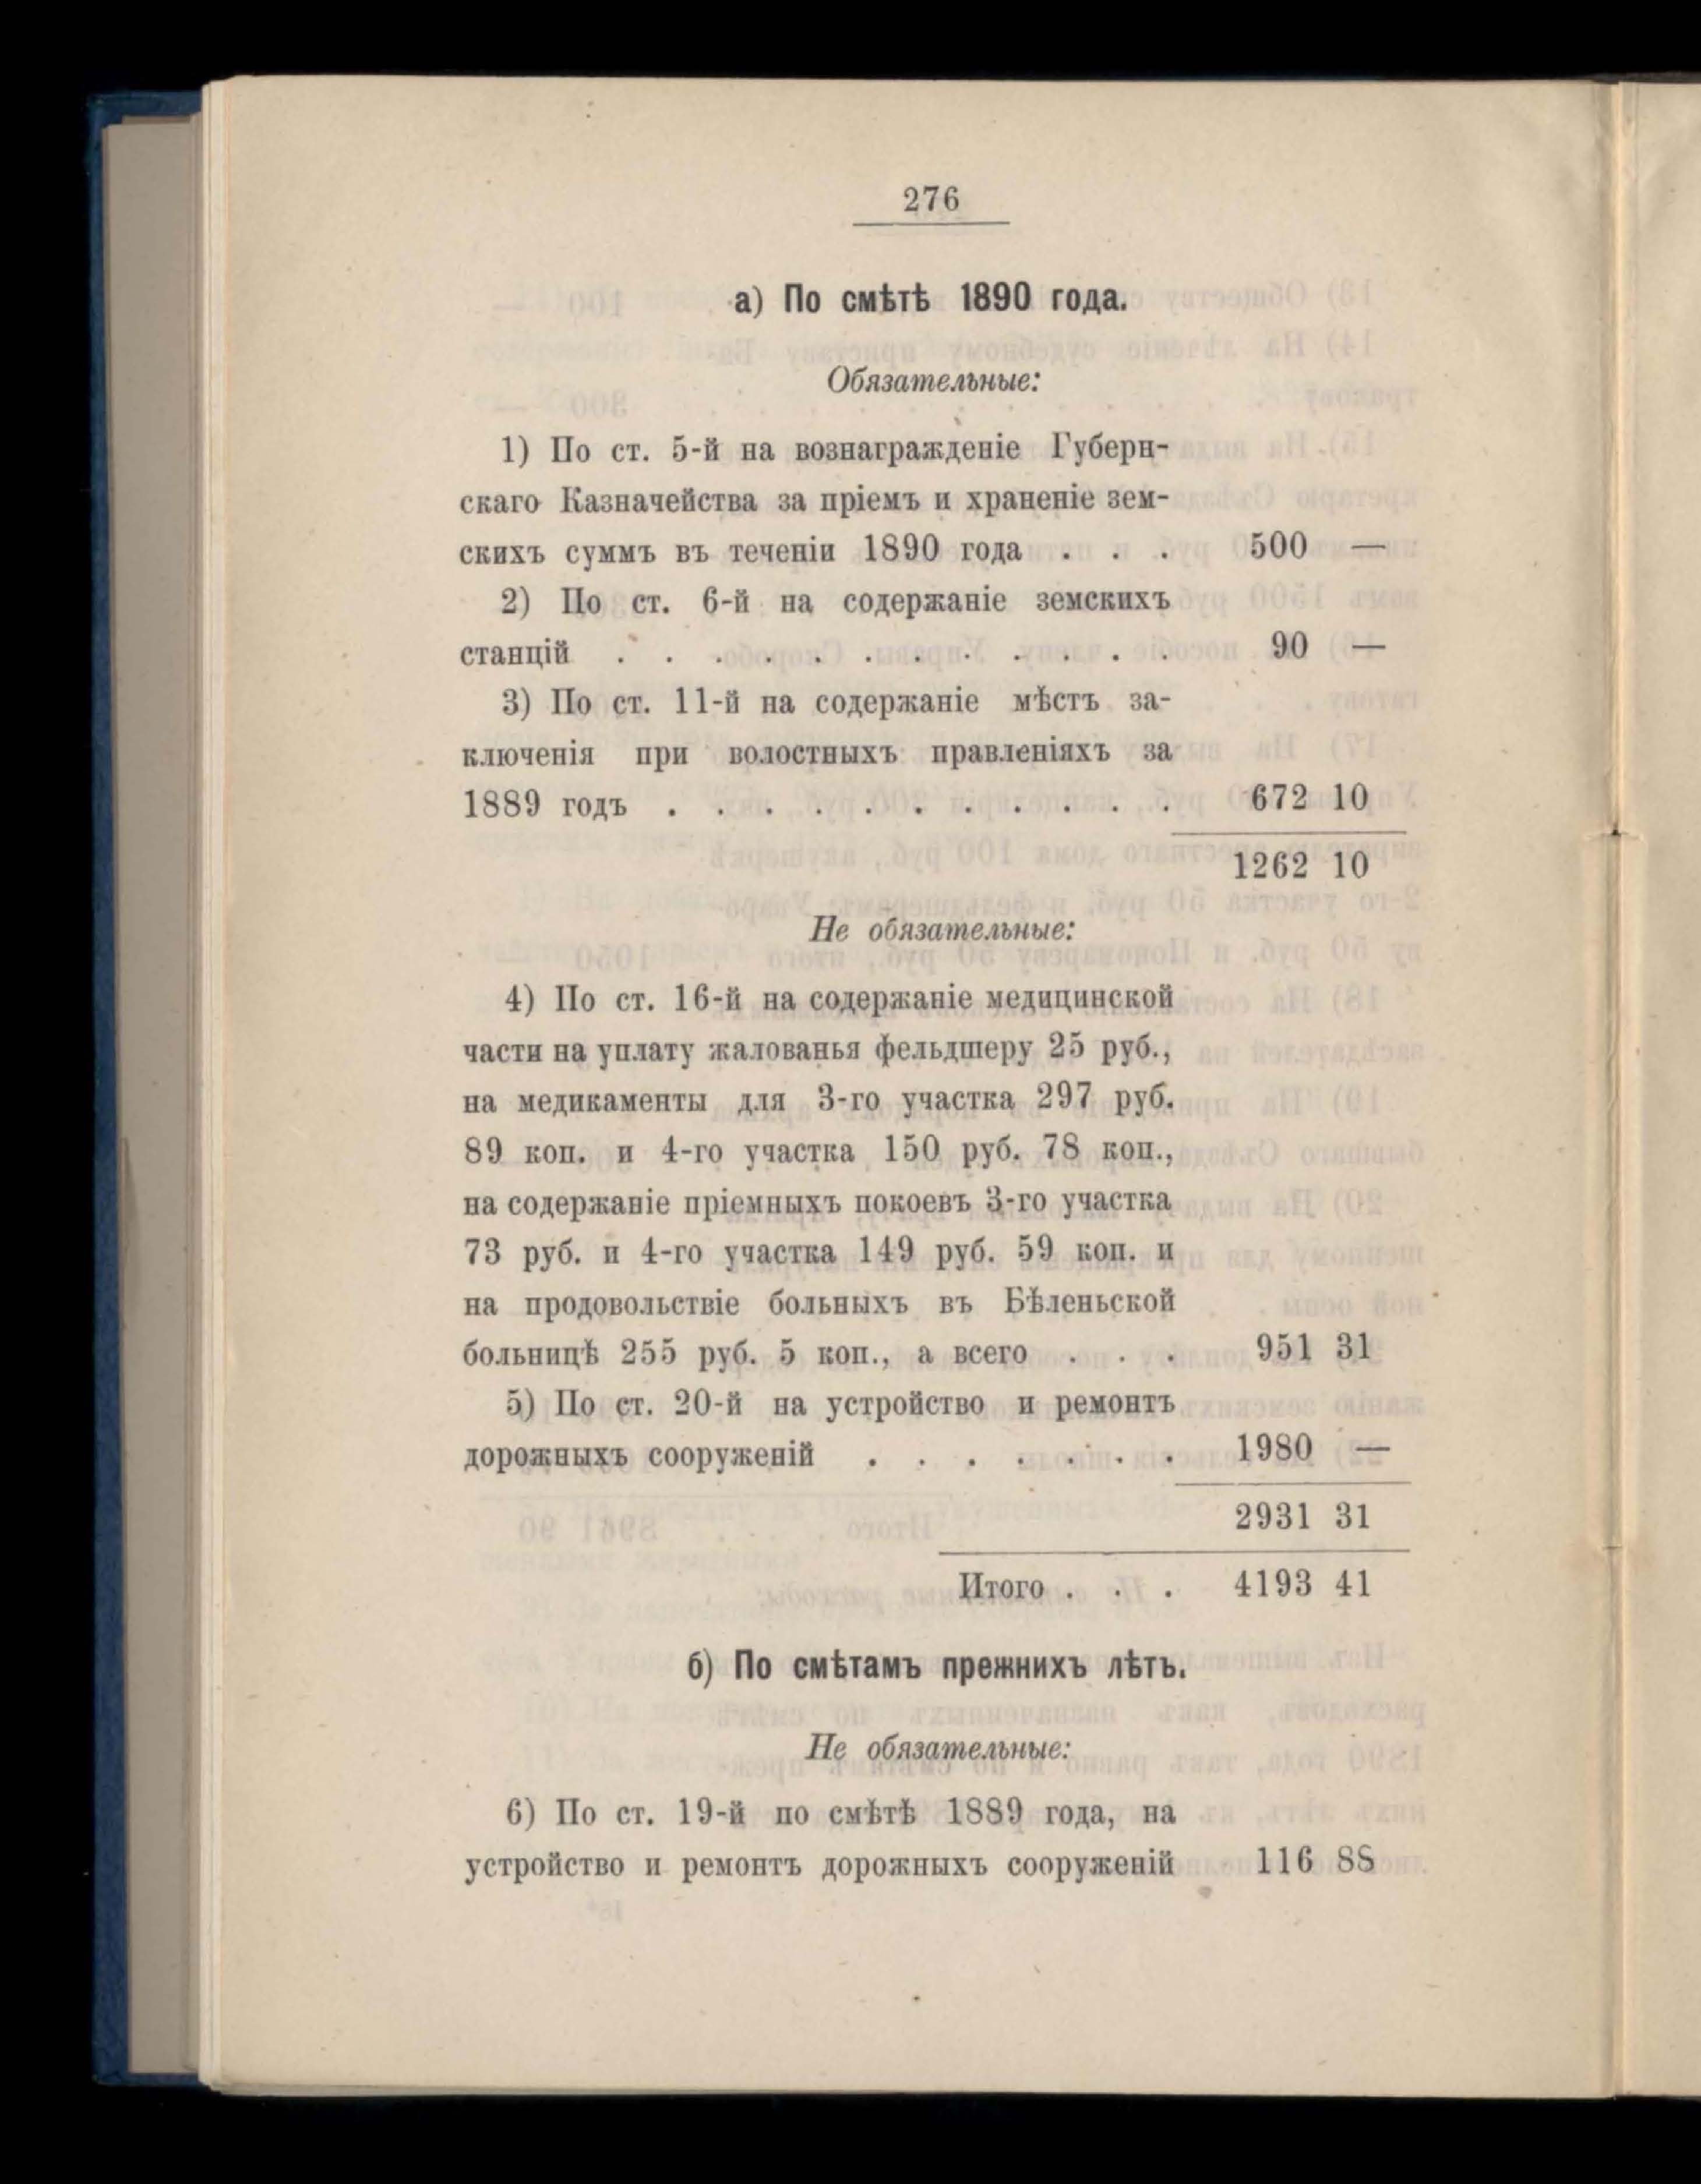 276
а) По смѣтѣ 1890 года.
Обязательные:
1) По ст. 5-й на вознагражденіе Губерн-
скаго Казначейства за пріемъ и храненіе зем-
скихъ суммъ въ теченіи 1890 года . . . 500 —
2) По ст. 6-й на содержаніе земскихъ
станцій . . . . . . . . . . . . 90 —
3) По ст. 11-й на содержаніе мѣстъ за-
ключенія при волостныхъ правленіяхъ за
1889 годъ . . . . . . . . . . . 672 10
1262 10
Не обязательные:
4) По ст. 16-й на содержаніе медицинской
части на уплату жалованья фельдшеру 25 руб.,
на медикаменты для 3-го участка 297 руб.
89 коп. и 4-го участка 150 руб. 78 коп.,
на содержаніе пріемныхъ покоевъ 3-го участка
73 руб. и 4-го участка 149 руб. 59 коп. и
на продовольствіе больныхъ въ Бѣленьской
больницѣ 255 руб. 5 коп., а всего . . . 951 31
5) По ст. 20-й на устройство и ремонтъ
дорожныхъ сооруженій . . . . . . . 1980 —
2931 31
Итого . . . 4193 41
б) По смѣтамъ прежнихъ лѣтъ.
Не обязательные:
6) По ст. 19-й по смѣтѣ 1889 года, на
устройство и ремонтъ дорожныхъ сооруженій 116 88